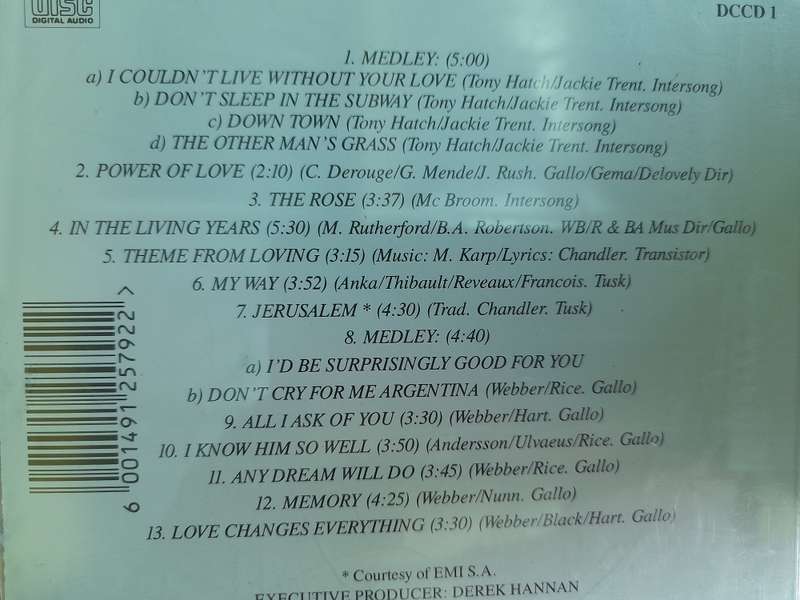 DISC
DIGITAL AUDIO
DCCD 1
1. MEDLEY: (5:00)
a) I COULDN'T LIVE WITHOUT YOUR LOVE (Tony Hatch/Jackie Trent. Intersong)
b) DON'T SLEEP IN THE SUBWAY (Tony Hatch/Jackie Trent. Intersong)
c) DOWN TOWN (Tony Hatch/Jackie Trent. Intersong)
d) THE OTHER MAN'S GRASS (Tony Hatch/Jackie Trent. Intersong)
2. POWER OF LOVE (2:10) (C. Derouge/G. Mende/J. Rush. Gallo/Gema/Delovely Dir)
3. THE ROSE (3:37) (Mc Broom. Intersong)
4. IN THE LIVING YEARS (5:30) (M. Rutherford/B.A. Robertson. WB/R & BA Mus Dir/Gallo)
5. THEME FROM LOVING (3:15) (Music: M. Karp/Lyrics: Chandler. Transistor)
6. MY WAY (3:52) (Anka/Thibault/Reveaux/Francois. Tusk)
7. JERUSALEM * (4:30) (Trad. Chandler. Tusk)
8. MEDLEY: (4:40)
a) I'D BE SURPRISINGLY GOOD FOR YOU
b) DON'T CRY FOR ME ARGENTINA (Webber/Rice. Gallo)
9. ALL I ASK OF YOU (3:30) (Webber/Hart. Gallo)
10. I KNOW HIM SO WELL (3:50) (Andersson/Ulvaeus/Rice. Gallo)
11. ANY DREAM WILL DO (3:45) (Webber/Rice. Gallo)
12. MEMORY (4:25) (Webber/Nunn. Gallo)
13. LOVE CHANGES EVERYTHING (3:30) (Webber/Black/Hart. Gallo)
* Courtesy of EMI S.A.
EXECUTIVE PRODUCER: DEREK HANNAN
6 001491 257922 >